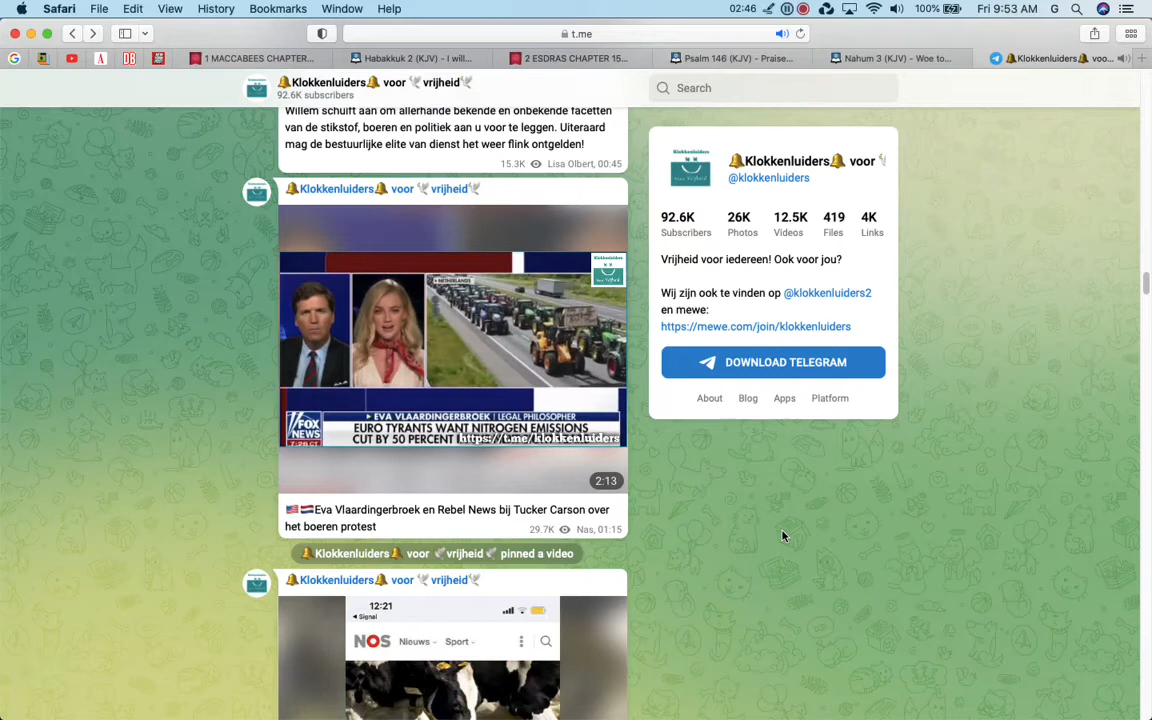 Safari File Edit View History Bookmarks Window Help 02:46 100% Fri 9:53 AM G
t.me
1 MACCABEES CHAPTER... Habakkuk 2 (KJV) - I wil... 2 ESDRAS CHAPTER 15... Psalm 146 (KJV) - Praise... Nahum 3 (KJV) - Woe to... 🔔Klokkenluiders🔔 voo...
🔔Klokkenluiders🔔 voor 🕊vrijheid🕊
92.6K subscribers
Search
Willem schuift aan om allerhande bekende en onbekende facetten
van de stikstof, boeren en politiek aan u voor te leggen. Uiteraard
mag de bestuurlijke elite van dienst het weer flink ontgelden!
15.3K Lisa Olbert, 00:45
🔔Klokkenluiders🔔 voor 🕊vrijheid🕊
Klokkenluiders
NETHERLANDS
EVA VLAARDINGERBROEK | LEGAL PHILOSOPHER
FOX NEWS
EURO TYRANTS WANT NITROGEN EMISSIONS
CUT BY 50 PERCENT
https://t.me/klokkenluiders
2:13
🇺🇸🇳🇱Eva Vlaardingerbroek en Rebel News bij Tucker Carson over
het boeren protest
29.7K Nas, 01:15
🔔Klokkenluiders🔔 voor 🕊vrijheid🕊 pinned a video
🔔Klokkenluiders🔔 voor 🕊vrijheid🕊
12:21
Signal
NOS Nieuws Sport
Klokkenluiders
🔔Klokkenluiders🔔 voor
@klokkenluiders
92.6K 26K 12.5K 419 4K
Subscribers Photos Videos Files Links
Vrijheid voor iedereen! Ook voor jou?
Wij zijn ook te vinden op @klokkenluiders2
en mewe:
https://mewe.com/join/klokkenluiders
DOWNLOAD TELEGRAM
About Blog Apps Platform